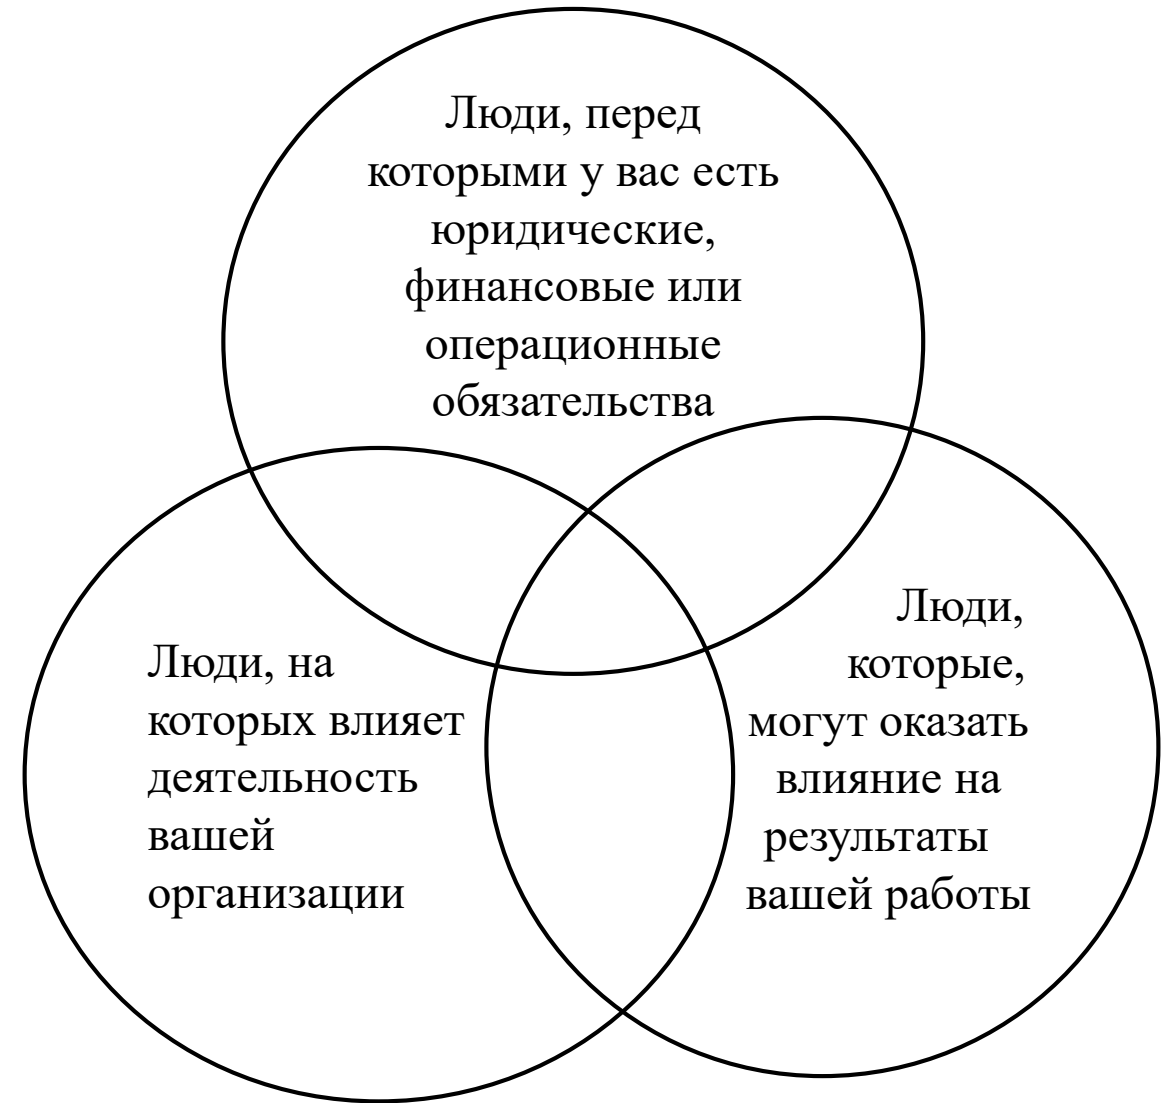 Люди, перед
которыми у вас есть
юридические,
финансовые или
операционные
обязательства
Люди, на
которых влияет
деятельность
вашей
организации
Люди,
которые,
могут оказать
влияние на
результаты
вашей работы